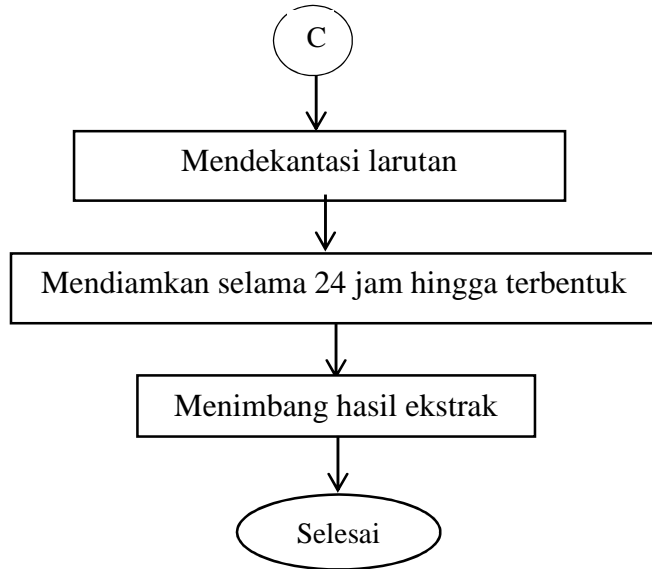 C
Mendekantasi larutan
Mendiamkan selama 24 jam hingga terbentuk
Menimbang hasil ekstrak
Selesai